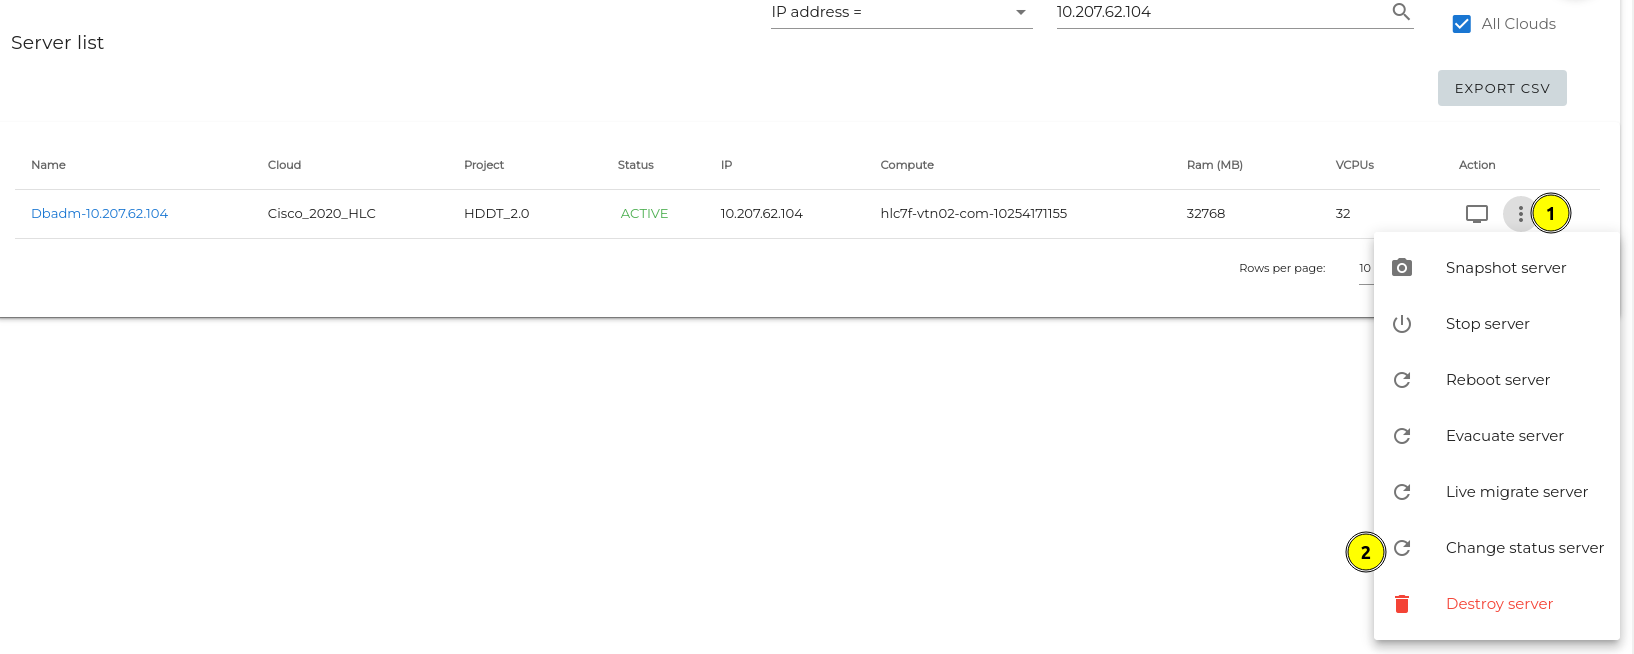 IP address =
10.207.62.104
All Clouds
Server list
EXPORT CSV
Name Cloud Project Status IP Compute Ram (MB) VCPUs Action
Dbadm-10.207.62.104 Cisco_2020_HLC HDDT_2.0 ACTIVE 10.207.62.104 hlc7f-vtn02-com-10254171155 32768 32
1
Rows per page: 10
Snapshot server
Stop server
Reboot server
Evacuate server
Live migrate server
2
Change status server
Destroy server